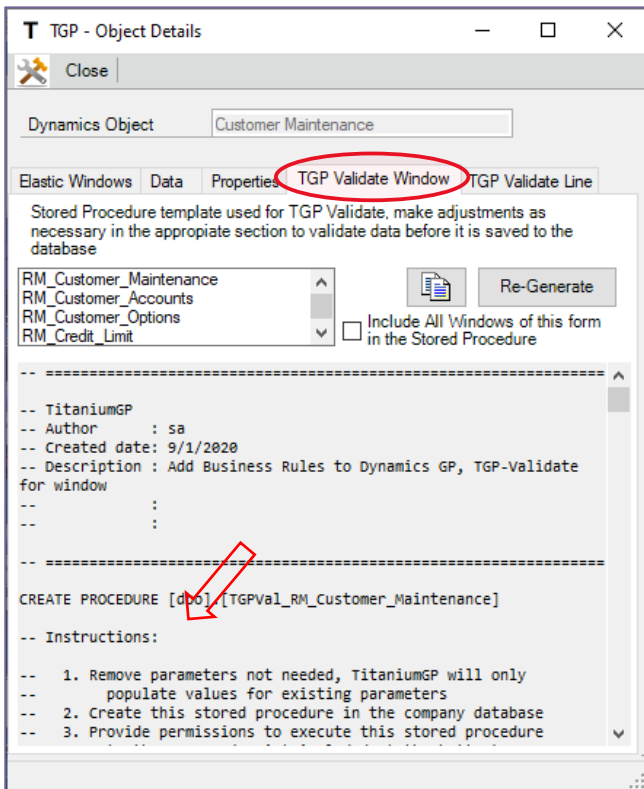 T TGP - Object Details
Close
Dynamics Object Customer Maintenance
Elastic Windows Data Properties TGP Validate Window TGP Validate Line
Stored Procedure template used for TGP Validate, make adjustments as
necessary in the appropiate section to validate data before it is saved to the
database
RM_Customer_Maintenance
RM_Customer_Accounts
RM_Customer_Options
RM_Credit_Limit
Re-Generate
Include All Windows of this form
in the Stored Procedure
-- =================================================================
-- TitaniumGP
-- Author : sa
-- Created date: 9/1/2020
-- Description : Add Business Rules to Dynamics GP, TGP-Validate
for window
-- :
-- :
-- =================================================================
CREATE PROCEDURE [dbo].[TGPVal_RM_Customer_Maintenance]
-- Instructions:
-- 1. Remove parameters not needed, TitaniumGP will only
-- populate values for existing parameters
-- 2. Create this stored procedure in the company database
-- 3. Provide permissions to execute this stored procedure